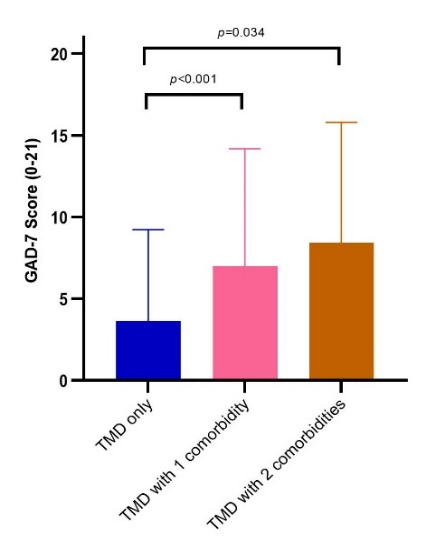 p=0.034
p<0.001
GAD-7 Score (0-21)
20
15
10
5
0
TMD only
TMD with 1 comorbidity
TMD with 2 comorbidities